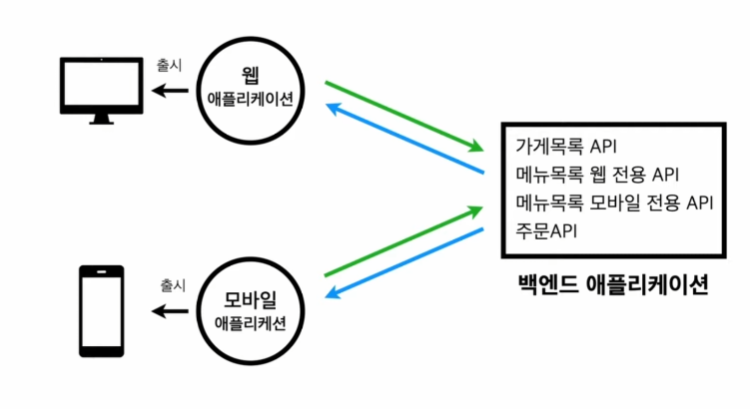 출시
웹
애플리케이션
가게목록 API
메뉴목록 웹 전용 API
메뉴목록 모바일 전용 API
주문API
백엔드 애플리케이션
출시
모바일
애플리케션